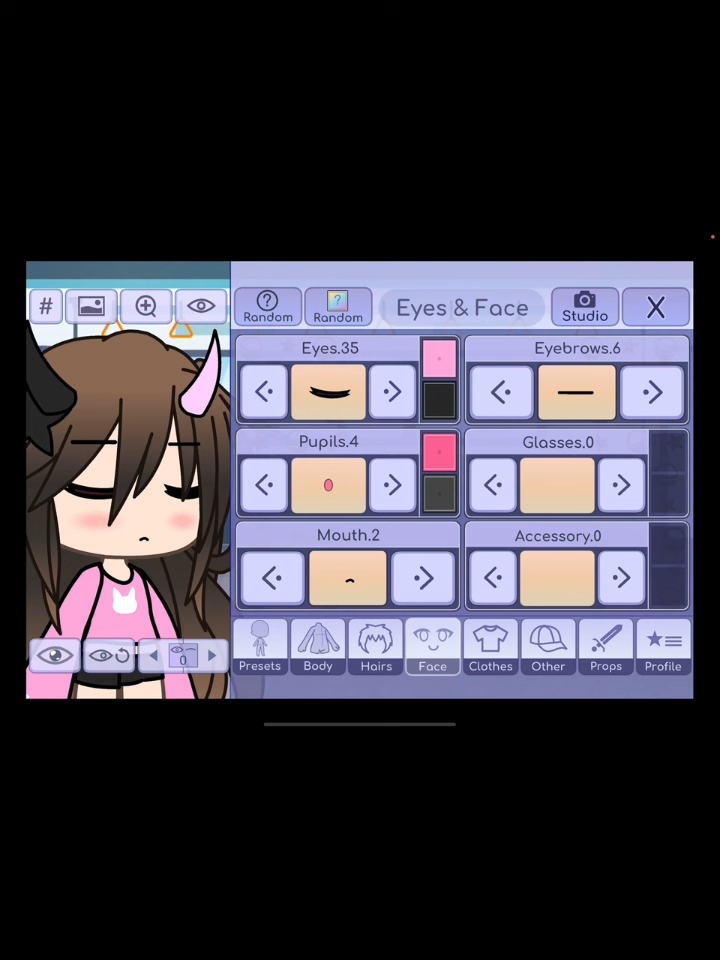 #
Random
Random
Eyes & Face
Studio
X
Eyes.35
Eyebrows.6
Pupils.4
Glasses.0
Mouth.2
Accessory.0
0
Presets
Body
Hairs
Face
Clothes
Other
Props
Profile